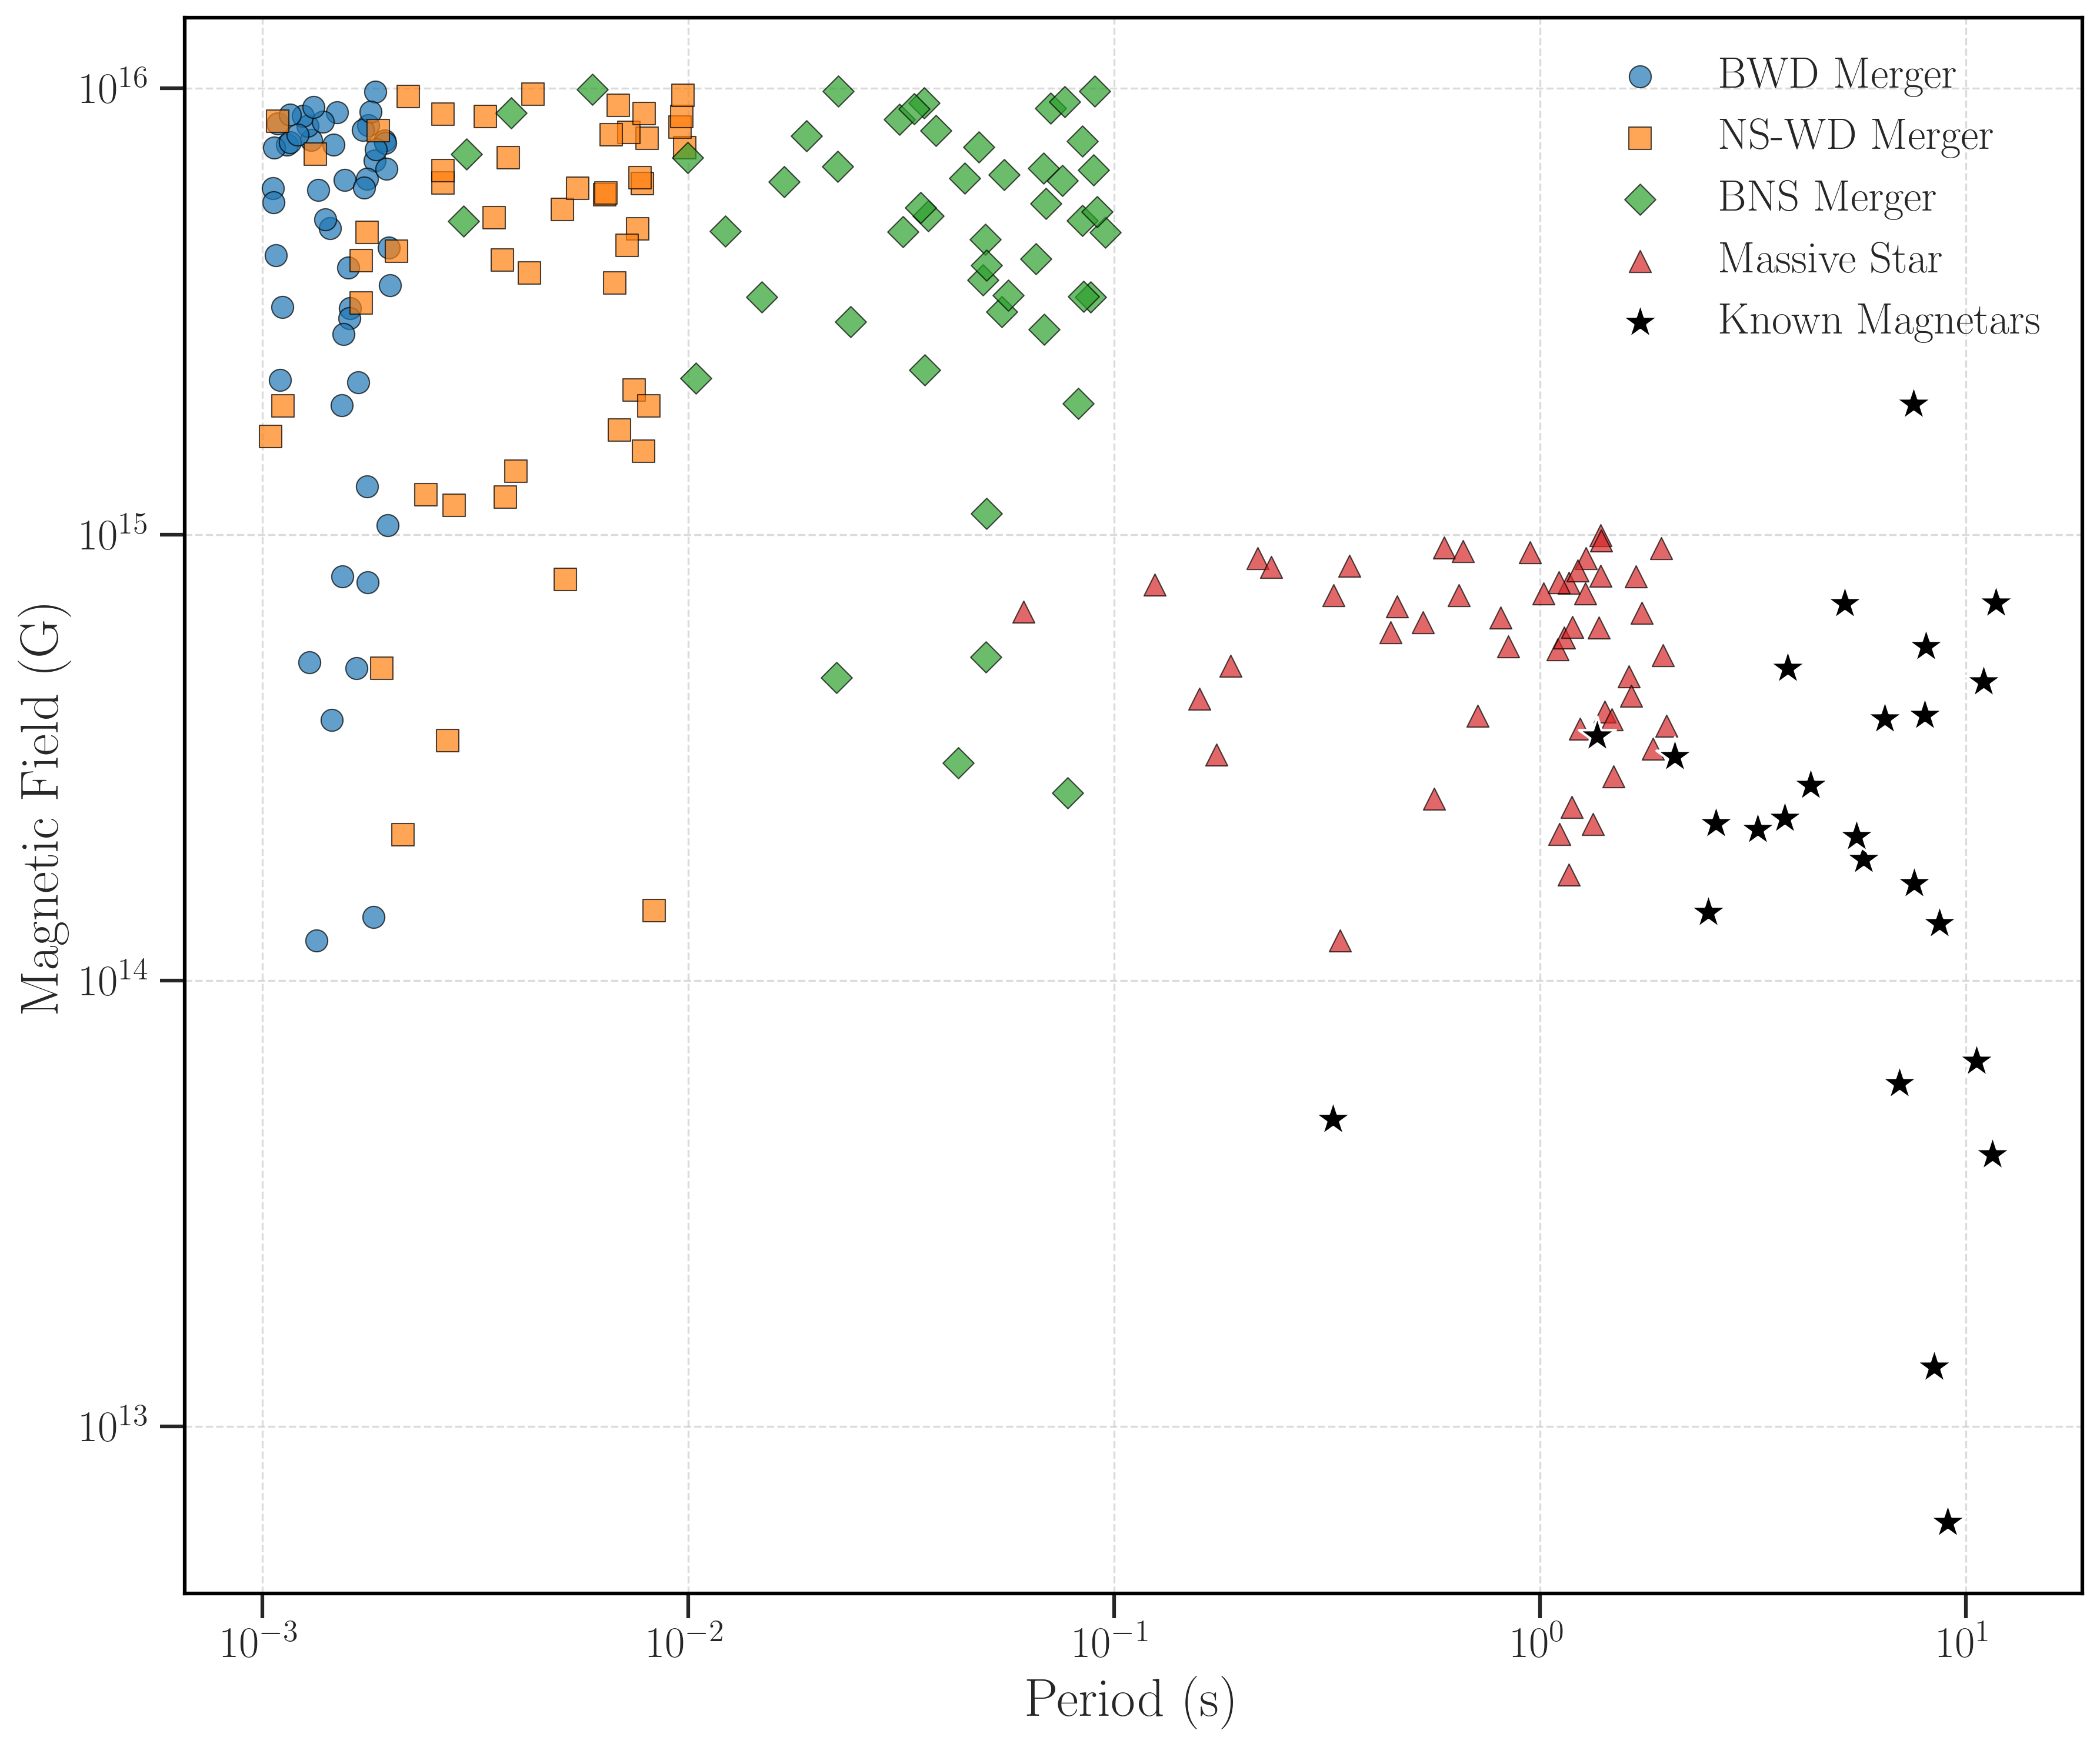 BWD Merger
NS-WD Merger
BNS Merger
Massive Star
Known Magnetars
Magnetic Field (G)
10^16
10^15
10^14
10^13
10^-3
10^-2
10^-1
10^0
10^1
Period (s)